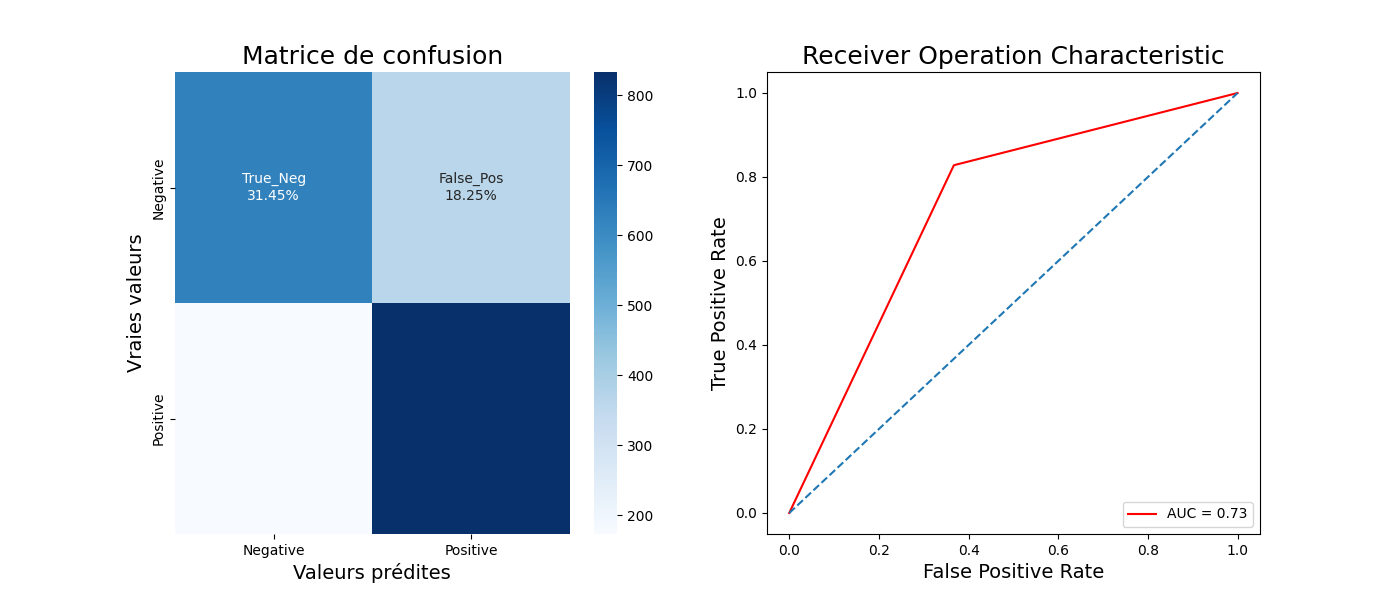 Matrice de confusion
True_Neg
31.45%
False_Pos
18.25%
Negative
Positive
Vraies valeurs
Negative
Positive
Valeurs prédites
800
700
600
500
400
300
200
Receiver Operation Characteristic
1.0
0.8
0.6
0.4
0.2
0.0
True Positive Rate
0.0
0.2
0.4
0.6
0.8
1.0
False Positive Rate
AUC = 0.73